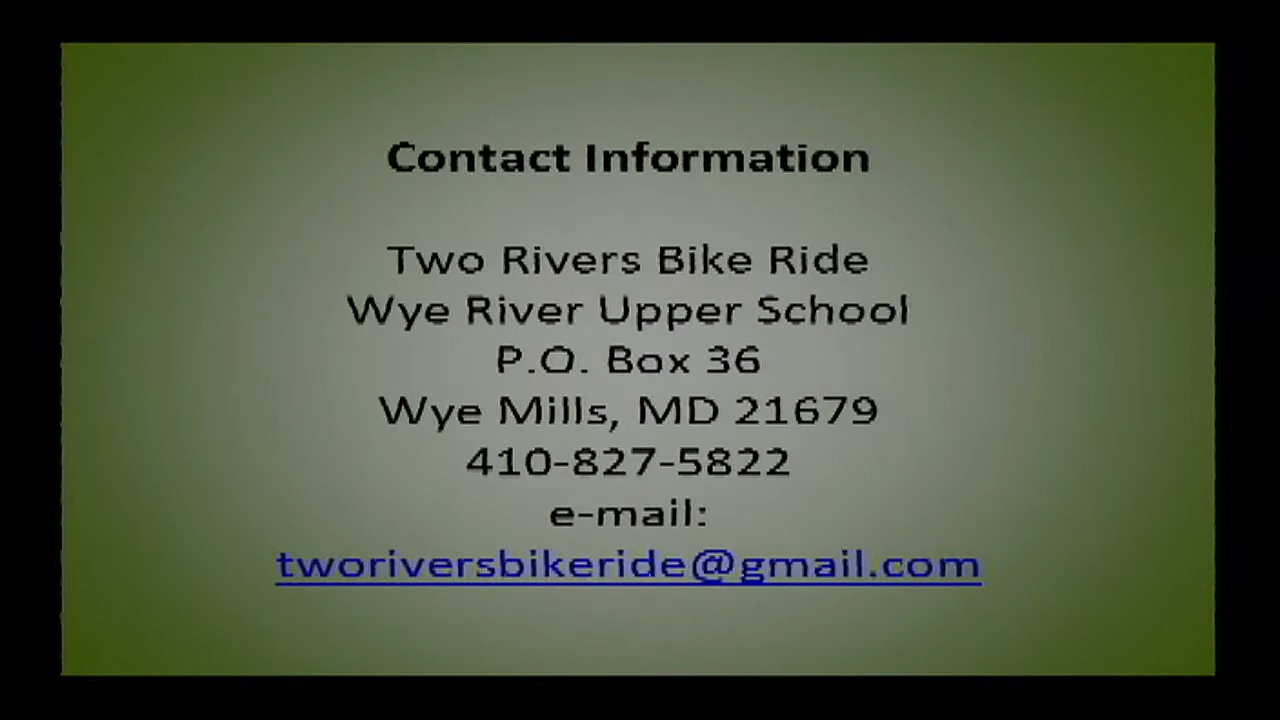 Contact Information
Two Rivers Bike Ride
Wye River Upper School
P.O. Box 36
Wye Mills, MD 21679
410-827-5822
e-mail:
tworiversbikeride@gmail.com